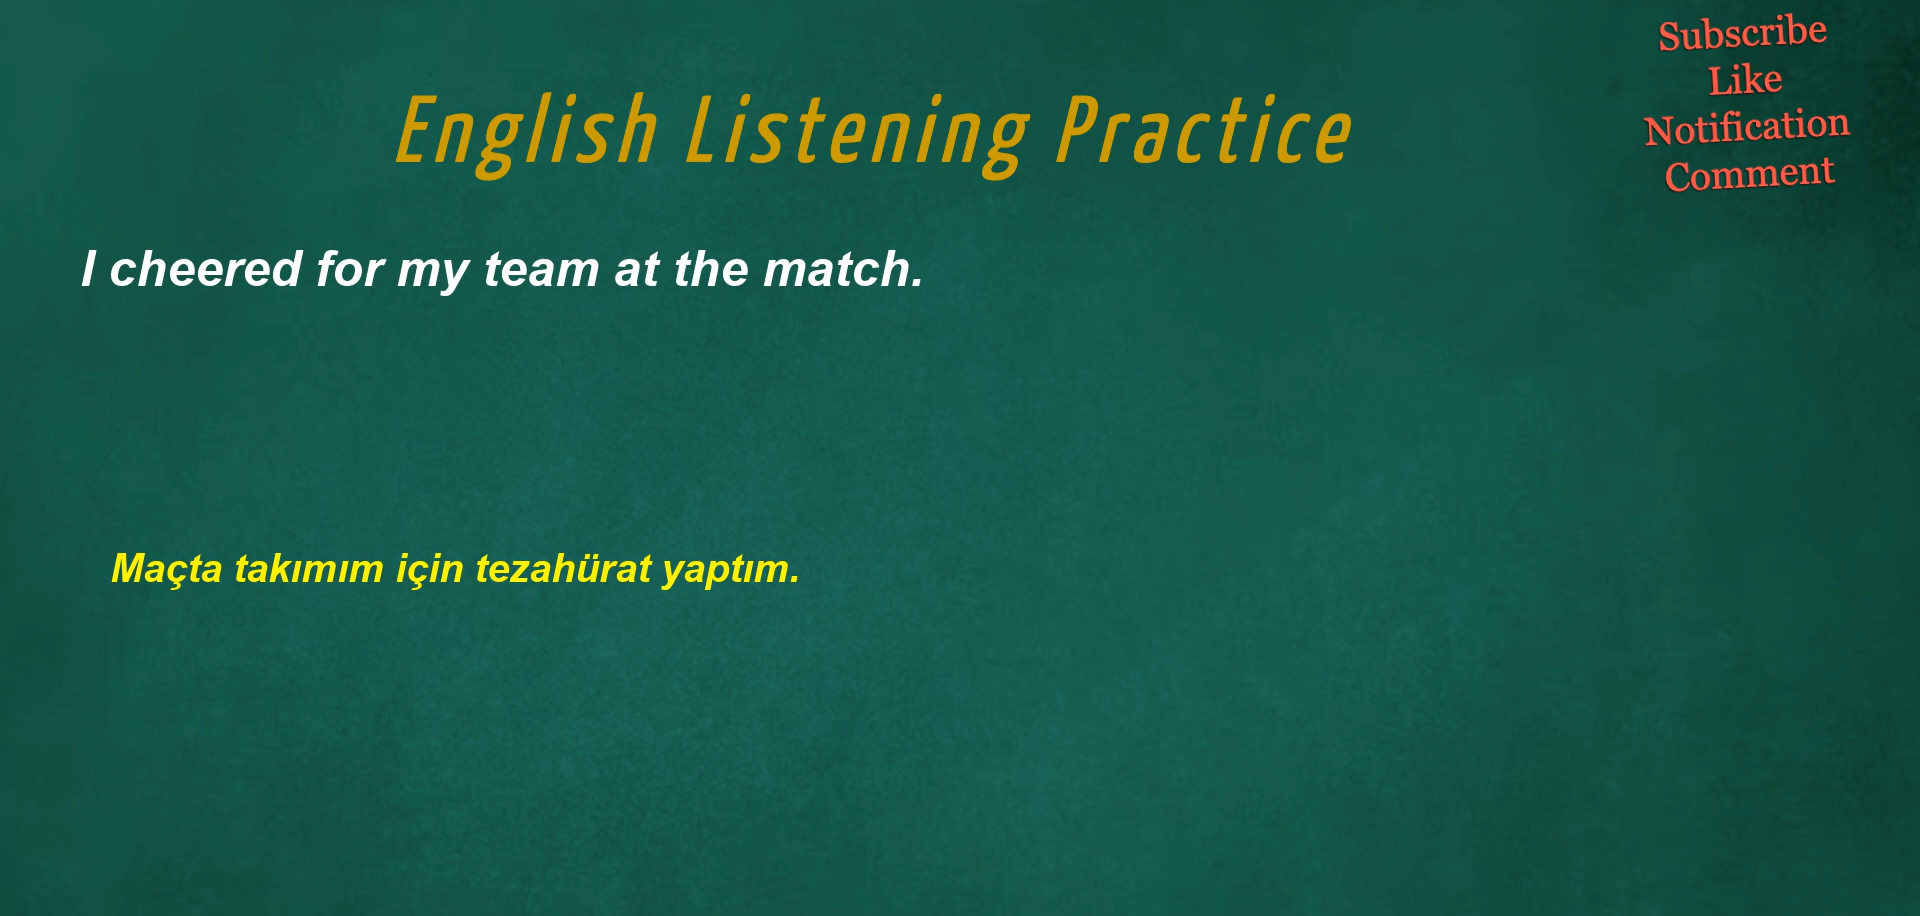 English Listening Practice
Subscribe
Like
Notification
Comment
I cheered for my team at the match.
Maçta takımım için tezahürat yaptım.